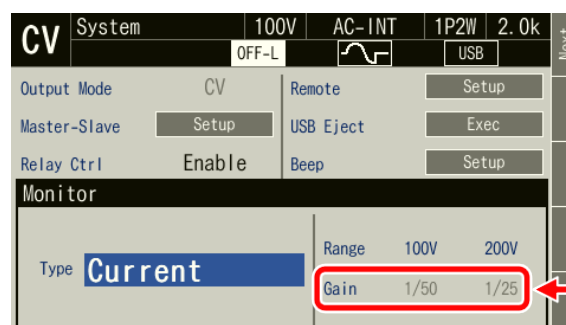 CV System 100V AC-INT 1P2W 2.0k Next
OFF-L USB
Output Mode CV Remote Setup
Master-Slave Setup USB Eject Exec
Relay Ctrl Enable Beep Setup
Monitor
Range 100V 200V
Type Current
Gain 1/50 1/25